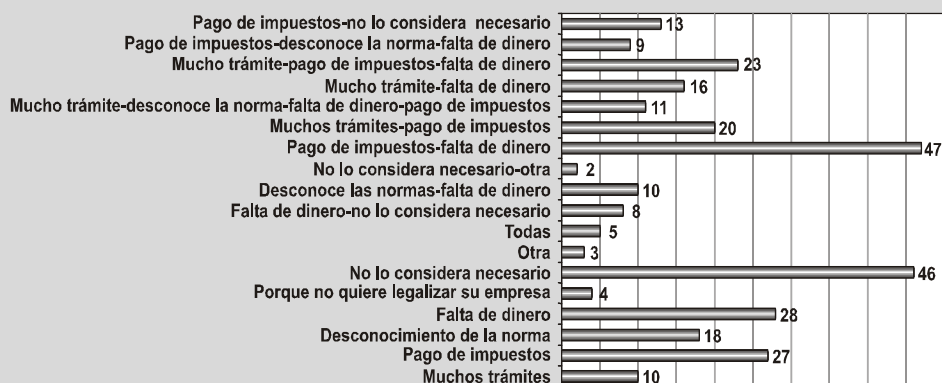 Pago de impuestos-no lo considera necesario 13
Pago de impuestos-desconoce la norma-falta de dinero 9
Mucho trámite-pago de impuestos-falta de dinero 23
Mucho trámite-falta de dinero 16
Mucho trámite-desconoce la norma-falta de dinero-pago de impuestos 11
Muchos trámites-pago de impuestos 20
Pago de impuestos-falta de dinero 47
No lo considera necesario-otra 2
Desconoce las normas-falta de dinero 10
Falta de dinero-no lo considera necesario 8
Todas 5
Otra 3
No lo considera necesario 46
Porque no quiere legalizar su empresa 4
Falta de dinero 28
Desconocimiento de la norma 18
Pago de impuestos 27
Muchos trámites 10